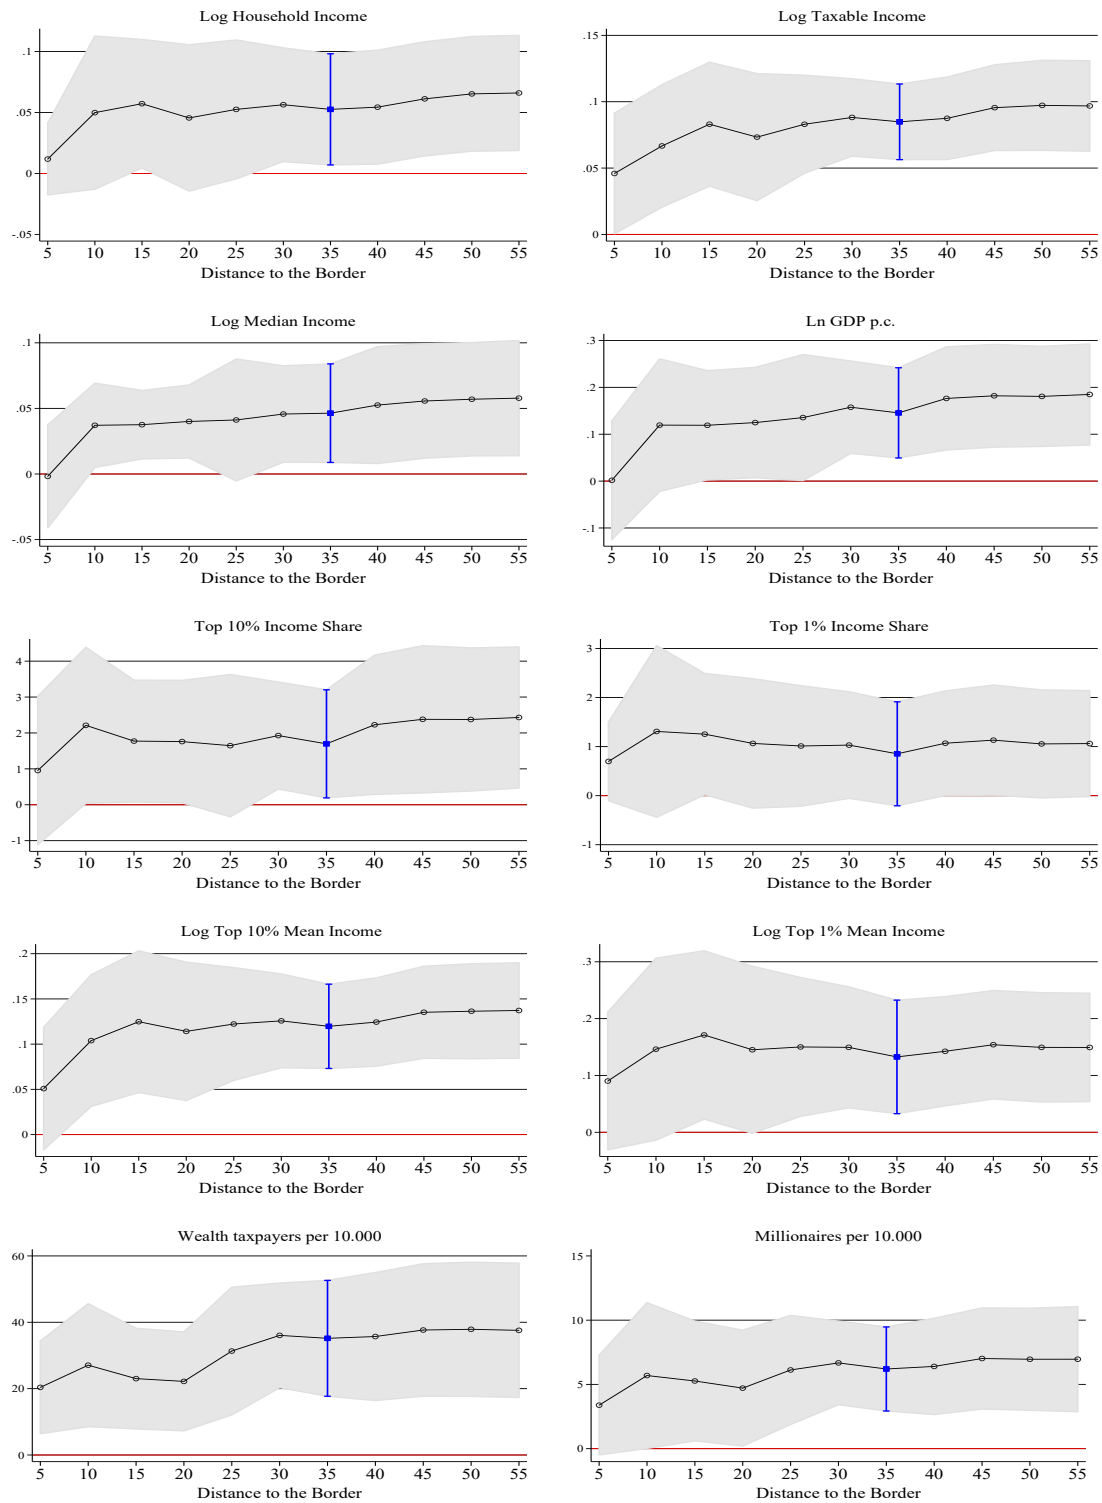 Log Household Income
.1
.05
0
-.05
5 10 15 20 25 30 35 40 45 50 55
Distance to the Border
Log Taxable Income
.15
.1
.05
0
5 10 15 20 25 30 35 40 45 50 55
Distance to the Border
Log Median Income
.1
.05
0
-.05
5 10 15 20 25 30 35 40 45 50 55
Distance to the Border
Ln GDP p.c.
.3
.2
.1
0
-.1
5 10 15 20 25 30 35 40 45 50 55
Distance to the Border
Top 10% Income Share
4
3
2
1
0
-1
5 10 15 20 25 30 35 40 45 50 55
Distance to the Border
Top 1% Income Share
3
2
1
0
-1
5 10 15 20 25 30 35 40 45 50 55
Distance to the Border
Log Top 10% Mean Income
.2
.15
.1
.05
0
5 10 15 20 25 30 35 40 45 50 55
Distance to the Border
Log Top 1% Mean Income
.3
.2
.1
0
5 10 15 20 25 30 35 40 45 50 55
Distance to the Border
Wealth taxpayers per 10.000
60
40
20
0
5 10 15 20 25 30 35 40 45 50 55
Distance to the Border
Millionaires per 10.000
15
10
5
0
5 10 15 20 25 30 35 40 45 50 55
Distance to the Border